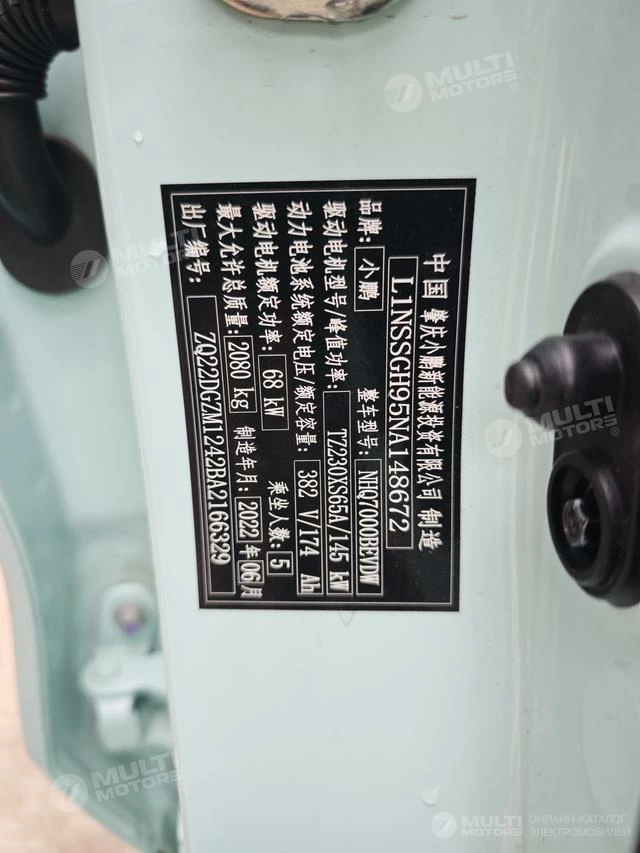 中国 肇庆小鹏新能源投资有限公司 制造
L1NSSGH95NA148672
品牌: 小鹏 整车型号: NHQ7000BEVDW
驱动电机型号/峰值功率: TZ230XS65A/145 kW
动力电池系统额定电压/额定容量: 382 V/174 Ah
驱动电机额定功率: 68 kW 乘坐人数: 5
最大允许总质量: 2080 kg 制造年月: 2022 年 06 月
出厂编号: ZQ22DGZM1242BA2166329
MULTI MOTORS
MULTI MOTORS
MULTI MOTORS
MULTI MOTORS
ОНЛАЙН-КАТАЛОГ ЭЛЕКТРОМОБИЛЕЙ